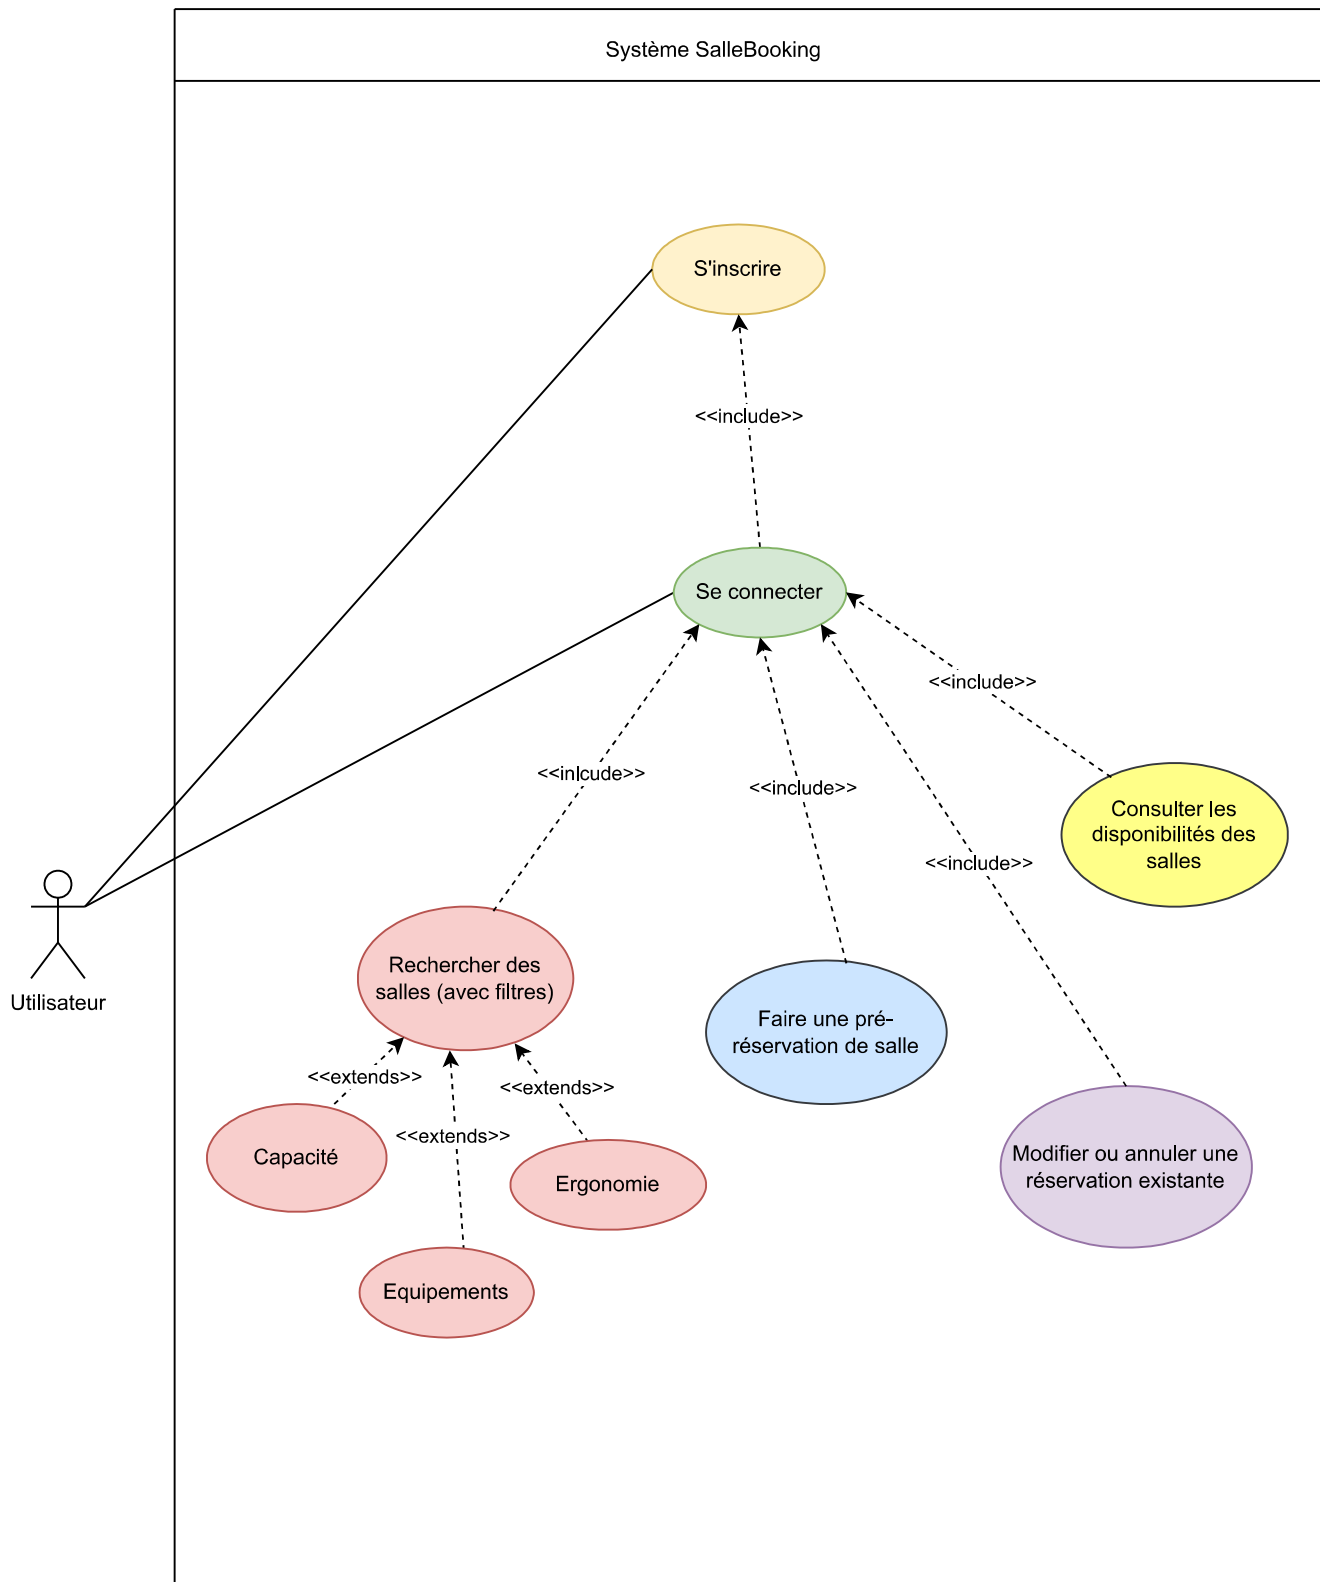 Système SalleBooking
S'inscrire
<<include>>
Se connecter
<<include>>
<<inlcude>>
<<include>>
Consulter les
disponibilités des
salles
<<include>>
Rechercher des
salles (avec filtres)
Utilisateur
Faire une pré-
réservation de salle
<<extends>>
<<extends>>
<<extends>>
Capacité
Ergonomie
Modifier ou annuler une
réservation existante
Equipements